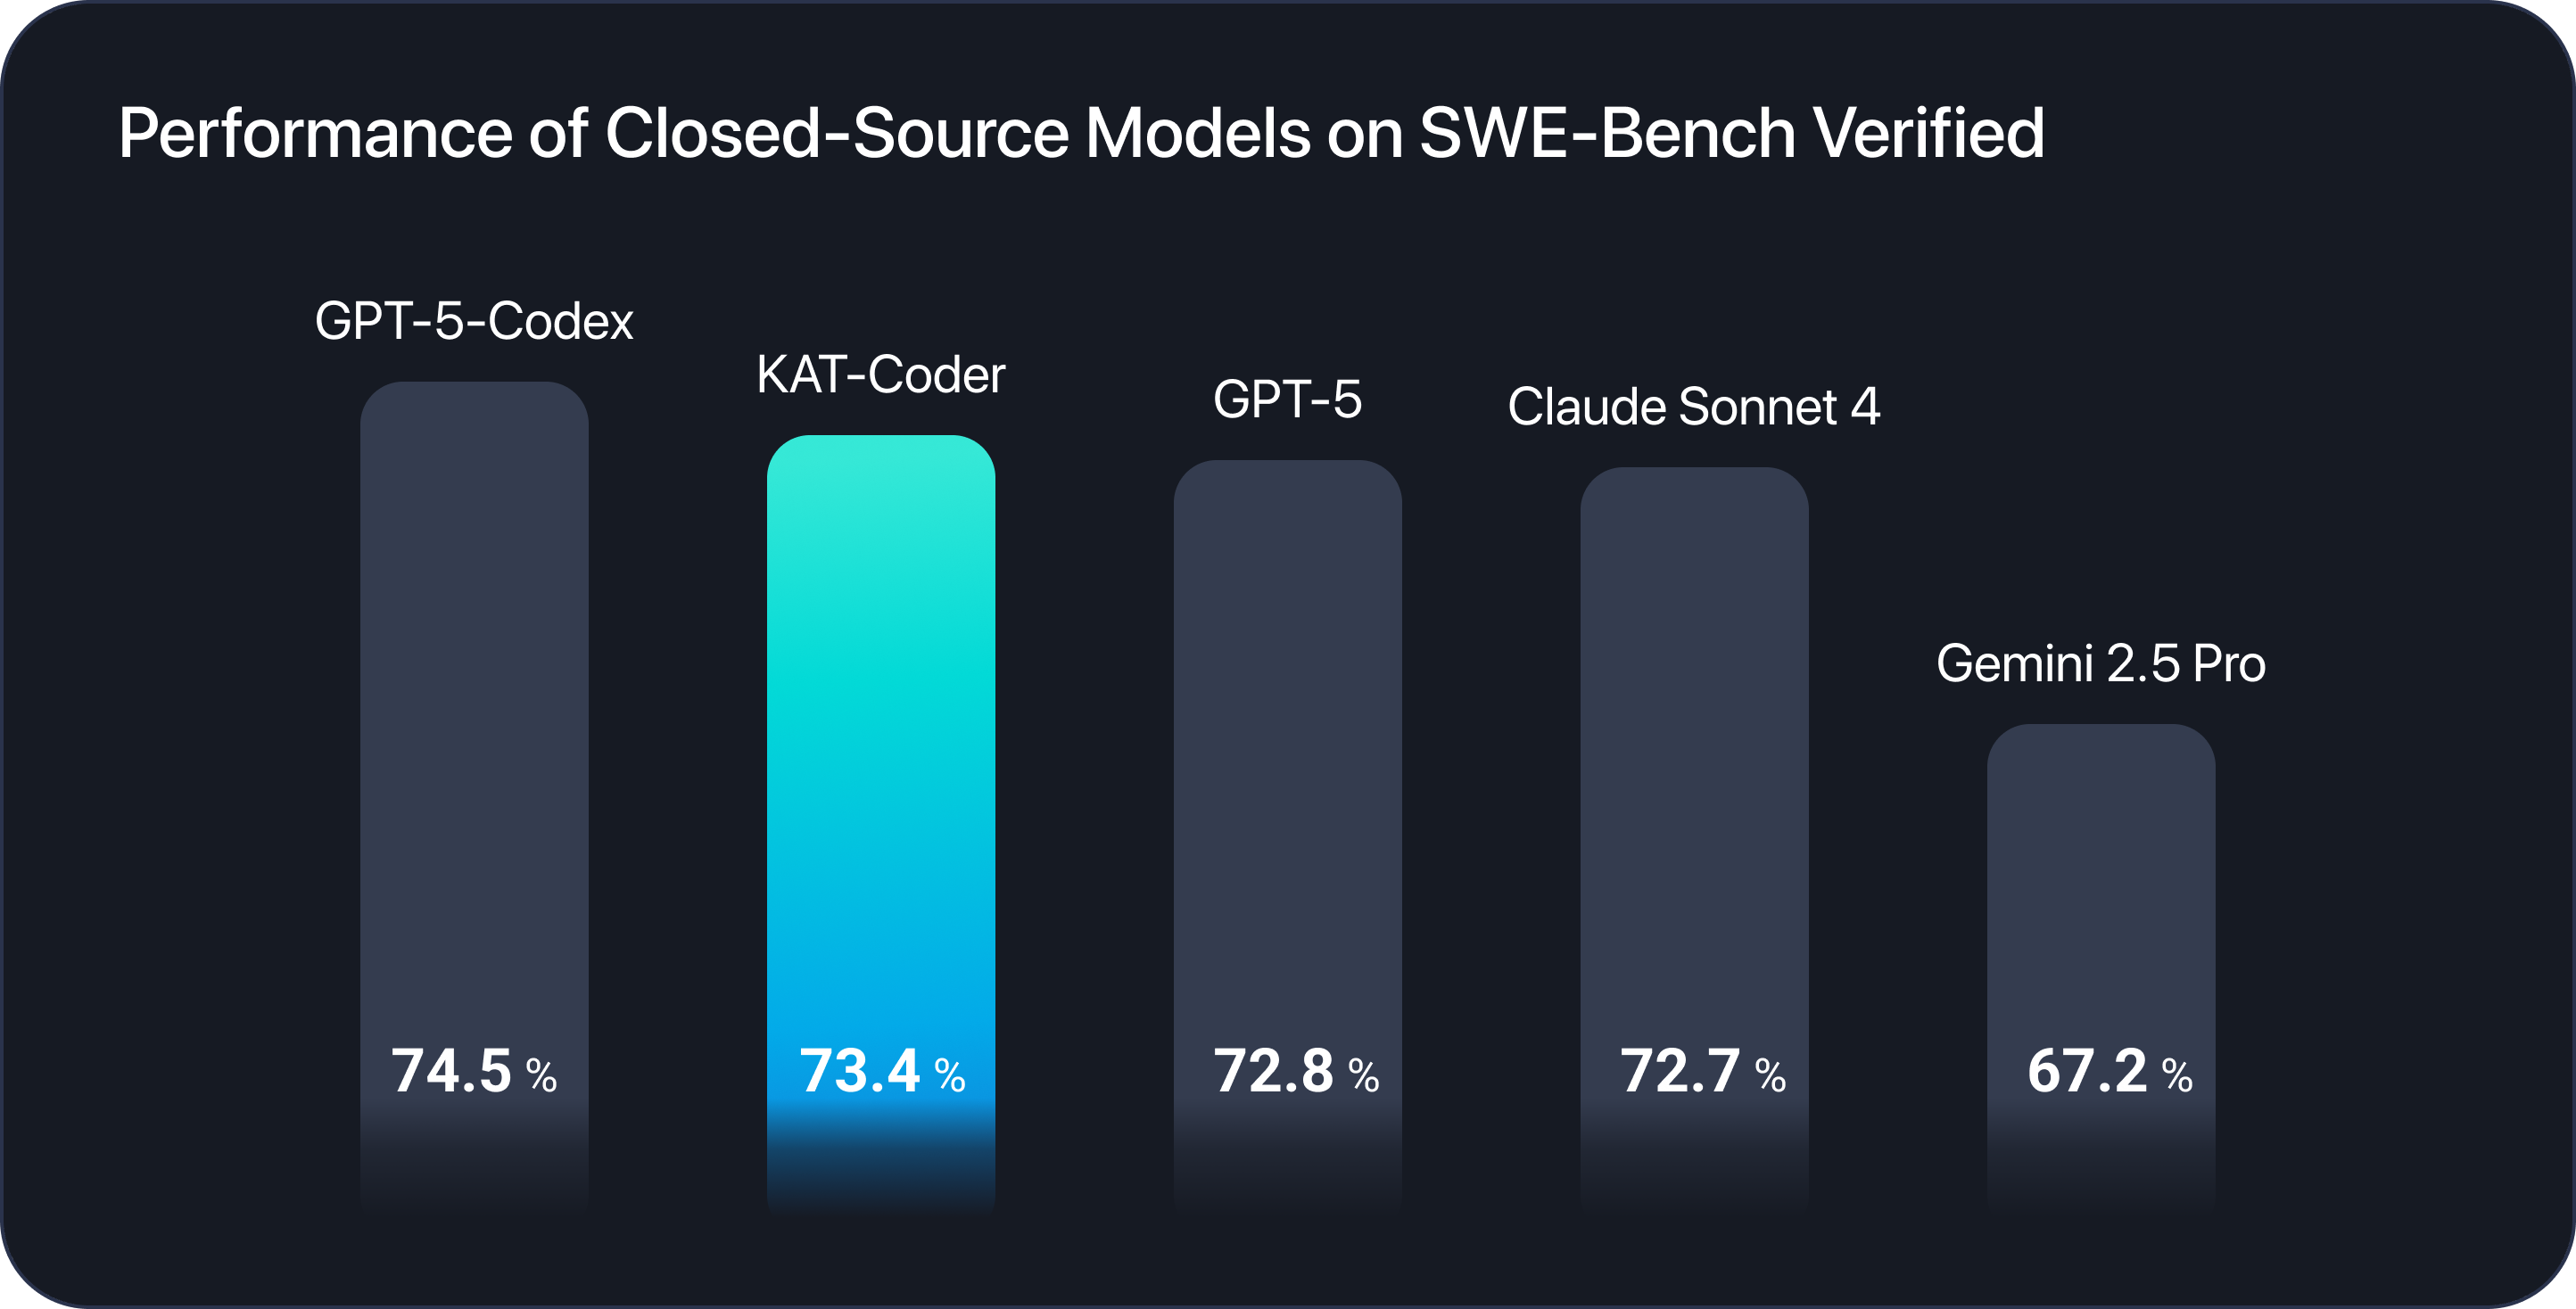 Performance of Closed-Source Models on SWE-Bench Verified
GPT-5-Codex
KAT-Coder
GPT-5
Claude Sonnet 4
Gemini 2.5 Pro
74.5 %
73.4 %
72.8 %
72.7 %
67.2 %